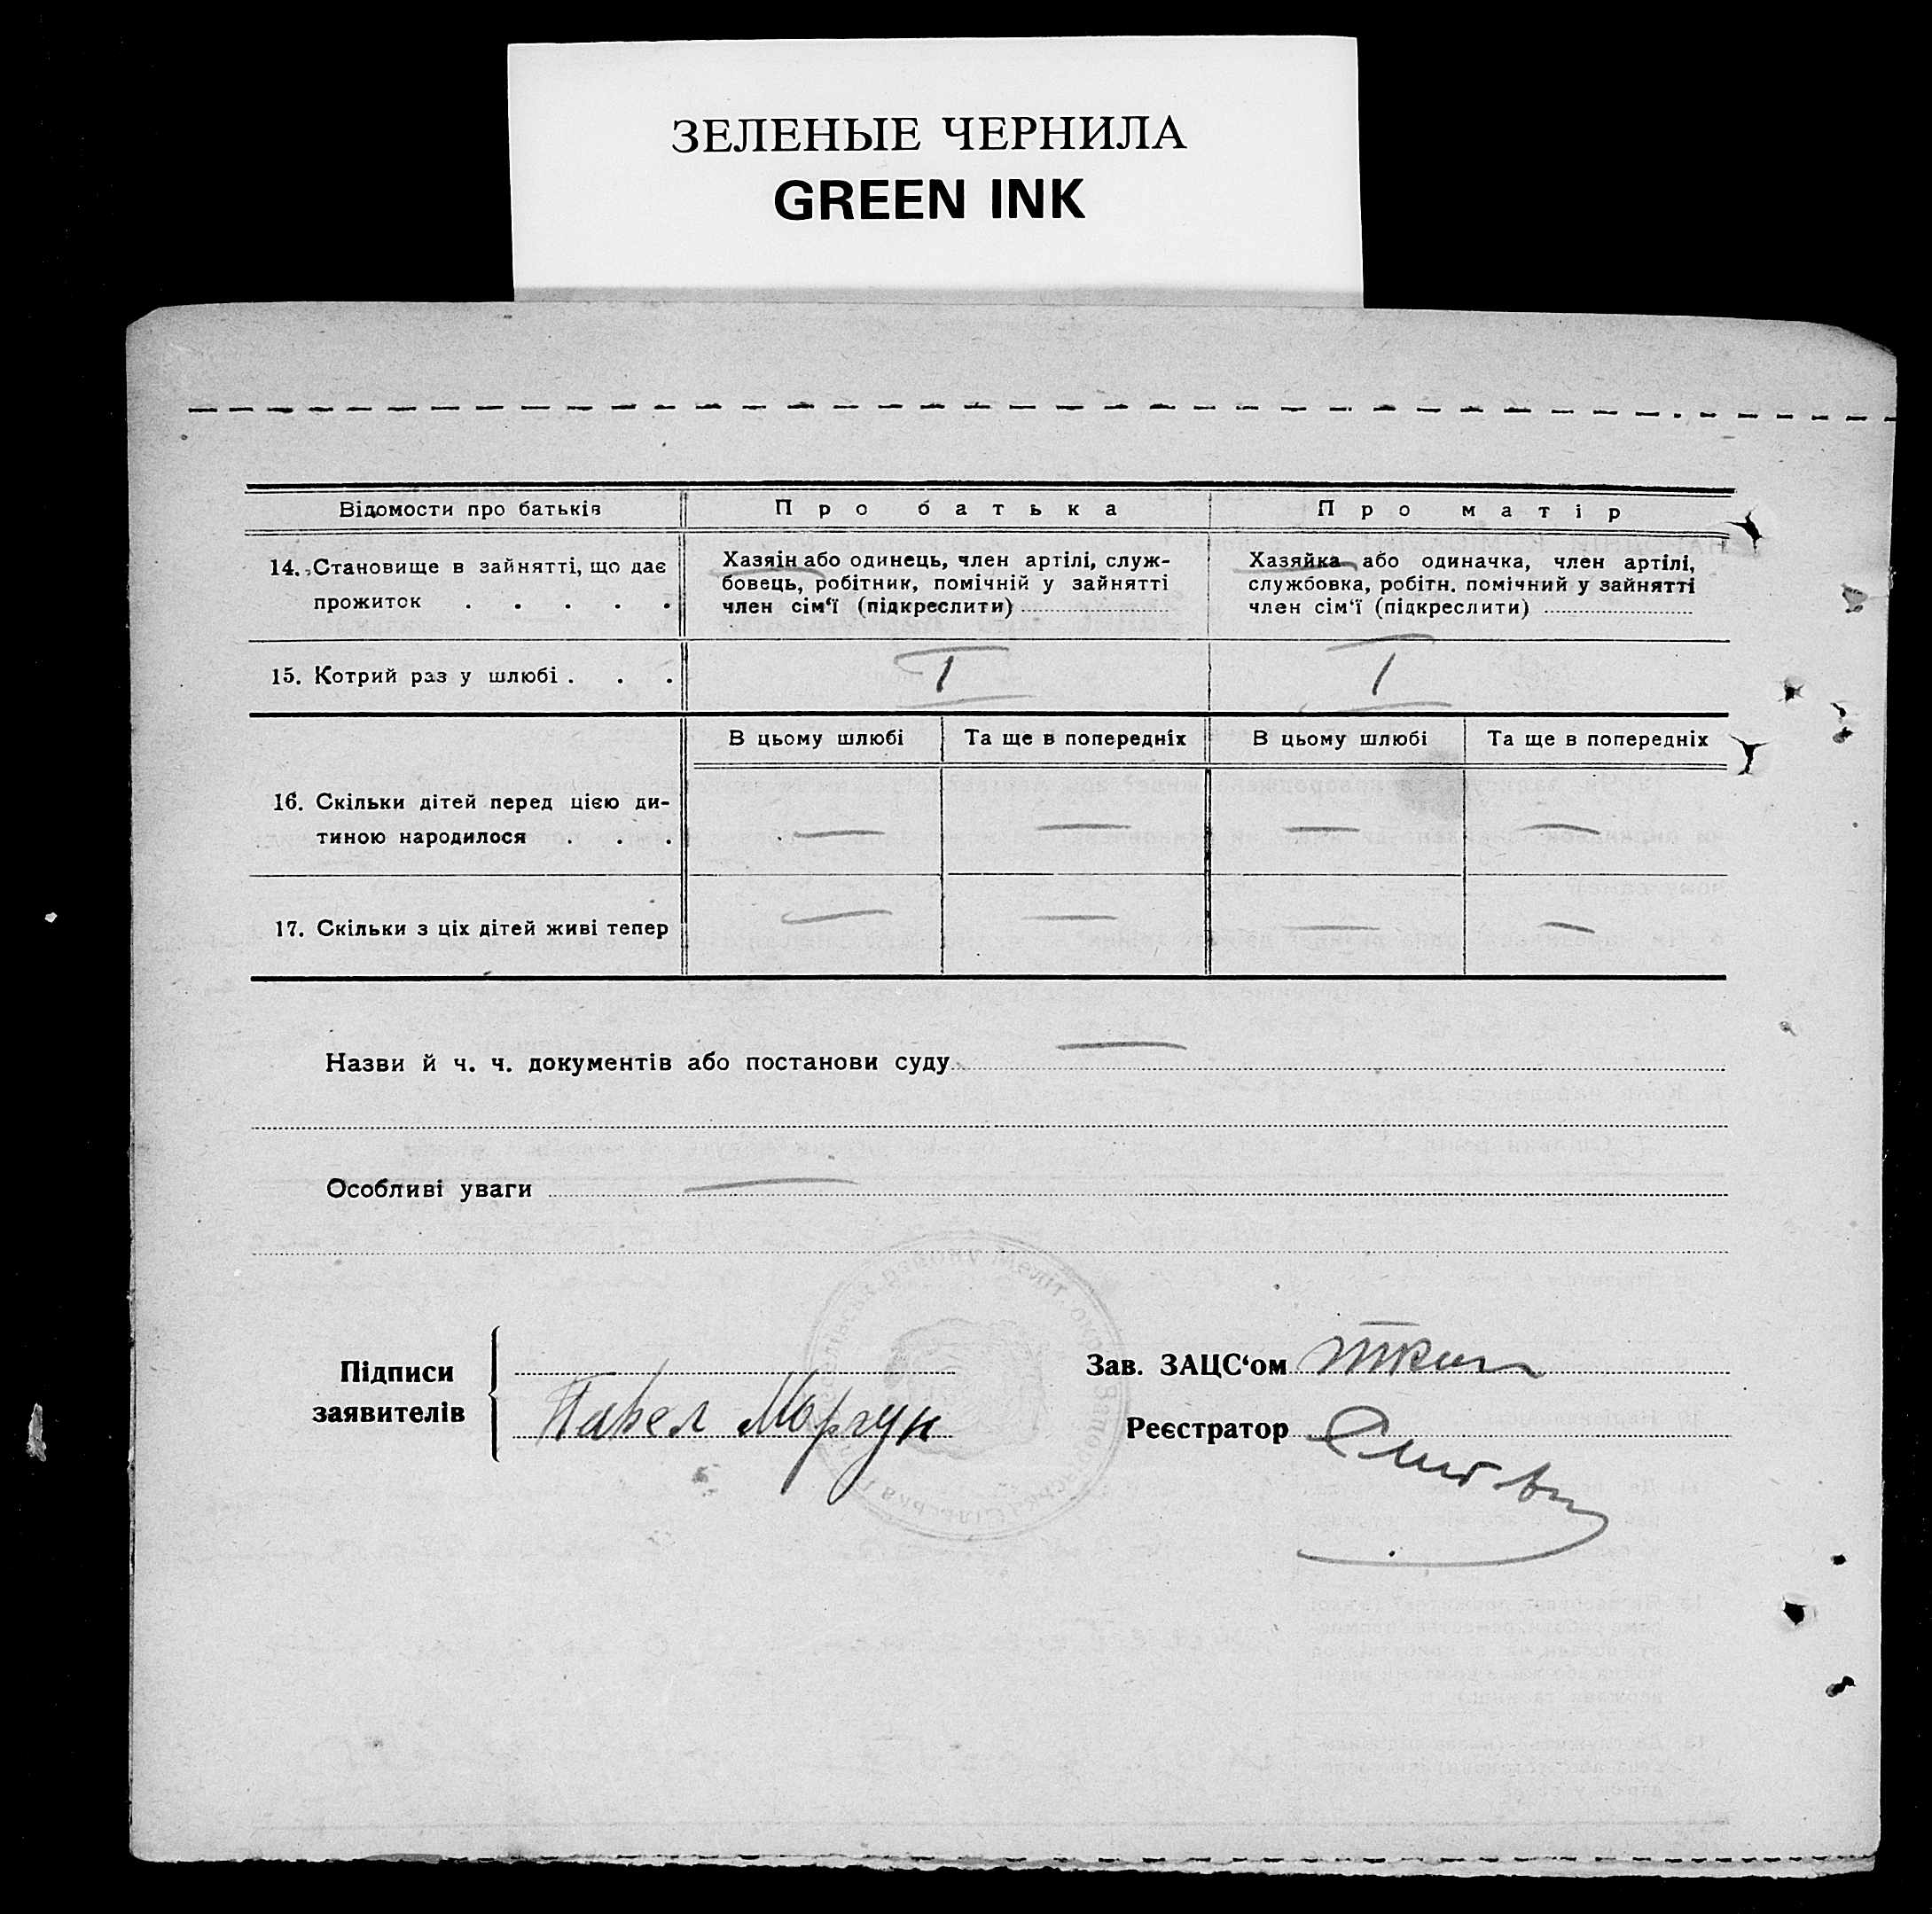 ЗЕЛЕНЫЕ ЧЕРНИЛА
GREEN INK
Відомости про батьків
Про батька
Про матір
14. Становище в зайнятті, що дає
прожиток . . . . .
Хазяін або одинець, член артілі, служ-
бовець, робітник, помічній у зайнятті
член сім‘ї (підкреслити)
Хазяйка або одиначка, член артілі,
службовка, робітн. помічний у зайнятті
член сім‘ї (підкреслити)
15. Котрий раз у шлюбі . . .
I
I
В цьому шлюбі
Та ще в попередніх
В цьому шлюбі
Та ще в попередніх
16. Скільки дітей перед цією ди-
тиною народилося . . .
— — — —
17. Скільки з ціх дітей живі тепер
— — — —
Назви й ч. ч. документів або постанови суду —
Особливі уваги —
Підписи
заявителів
Павел Моргун
Зав. ЗАЦС‘ом
Реєстратор